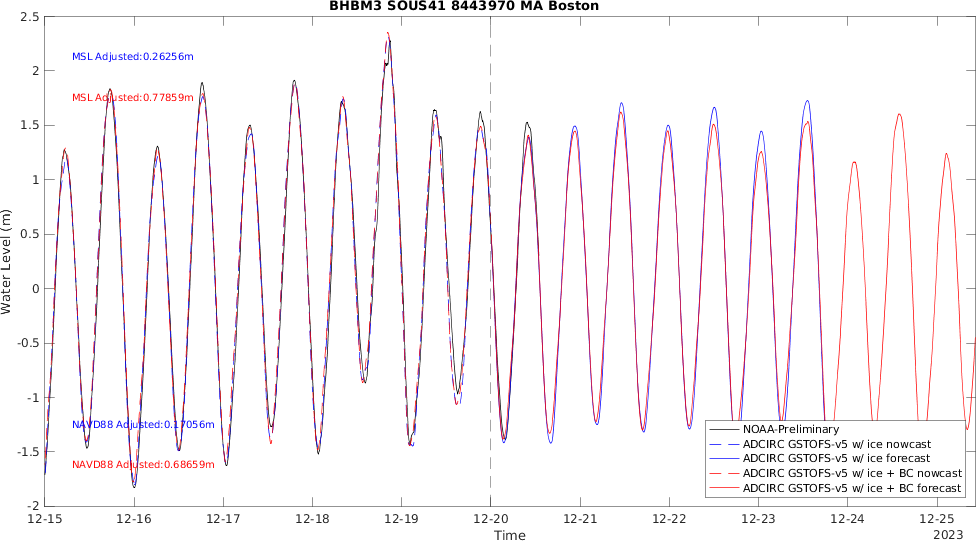 BHBM3 SOUS41 8443970 MA Boston
2.5
2
1.5
1
0.5
0
-0.5
-1
-1.5
-2
Water Level (m)
MSL Adjusted:0.26256m
MSL Adjusted:0.77859m
NAVD88 Adjusted:0.17056m
NAVD88 Adjusted:0.68659m
NOAA-Preliminary
ADCIRC GSTOFS-v5 w/ ice nowcast
ADCIRC GSTOFS-v5 w/ ice forecast
ADCIRC GSTOFS-v5 w/ ice + BC nowcast
ADCIRC GSTOFS-v5 w/ ice + BC forecast
12-15 12-16 12-17 12-18 12-19 12-20 12-21 12-22 12-23 12-24 12-25
Time
2023